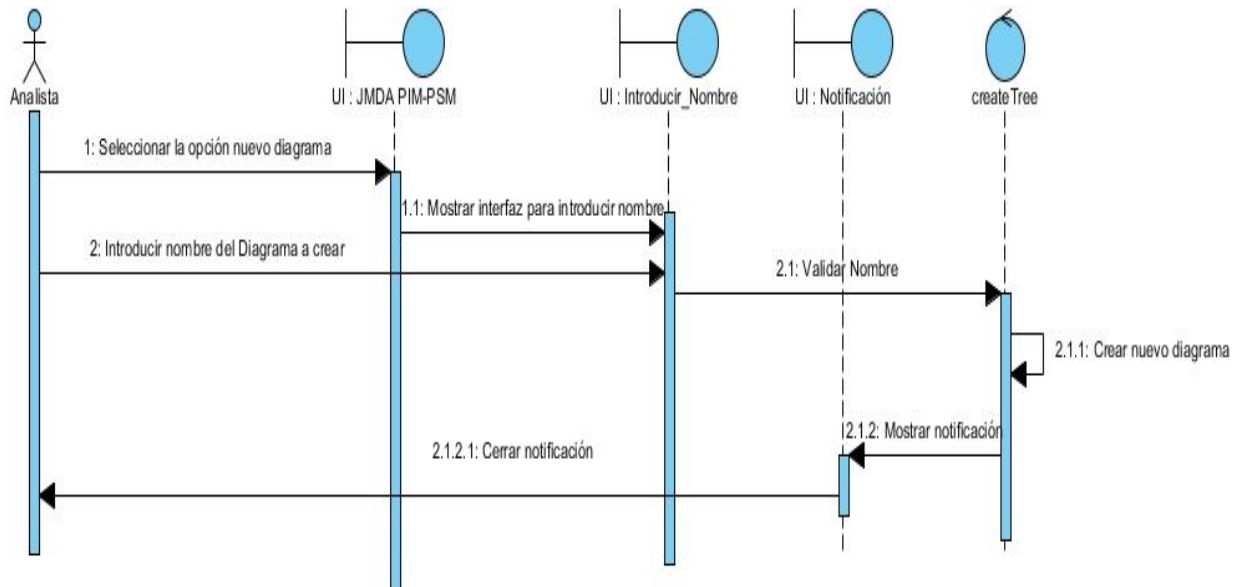 Analista
UI : JMDA PIM-PSM
UI : Introducir_Nombre
UI : Notificación
createTree
1: Seleccionar la opción nuevo diagrama
1.1: Mostrar interfaz para introducir nombre
2: Introducir nombre del Diagrama a crear
2.1: Validar Nombre
2.1.1: Crear nuevo diagrama
2.1.2: Mostrar notificación
2.1.2.1: Cerrar notificación